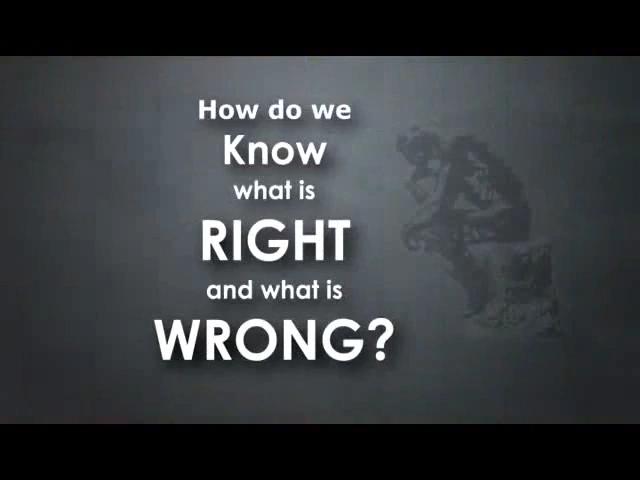 How do we
Know
what is
RIGHT
and what is
WRONG?